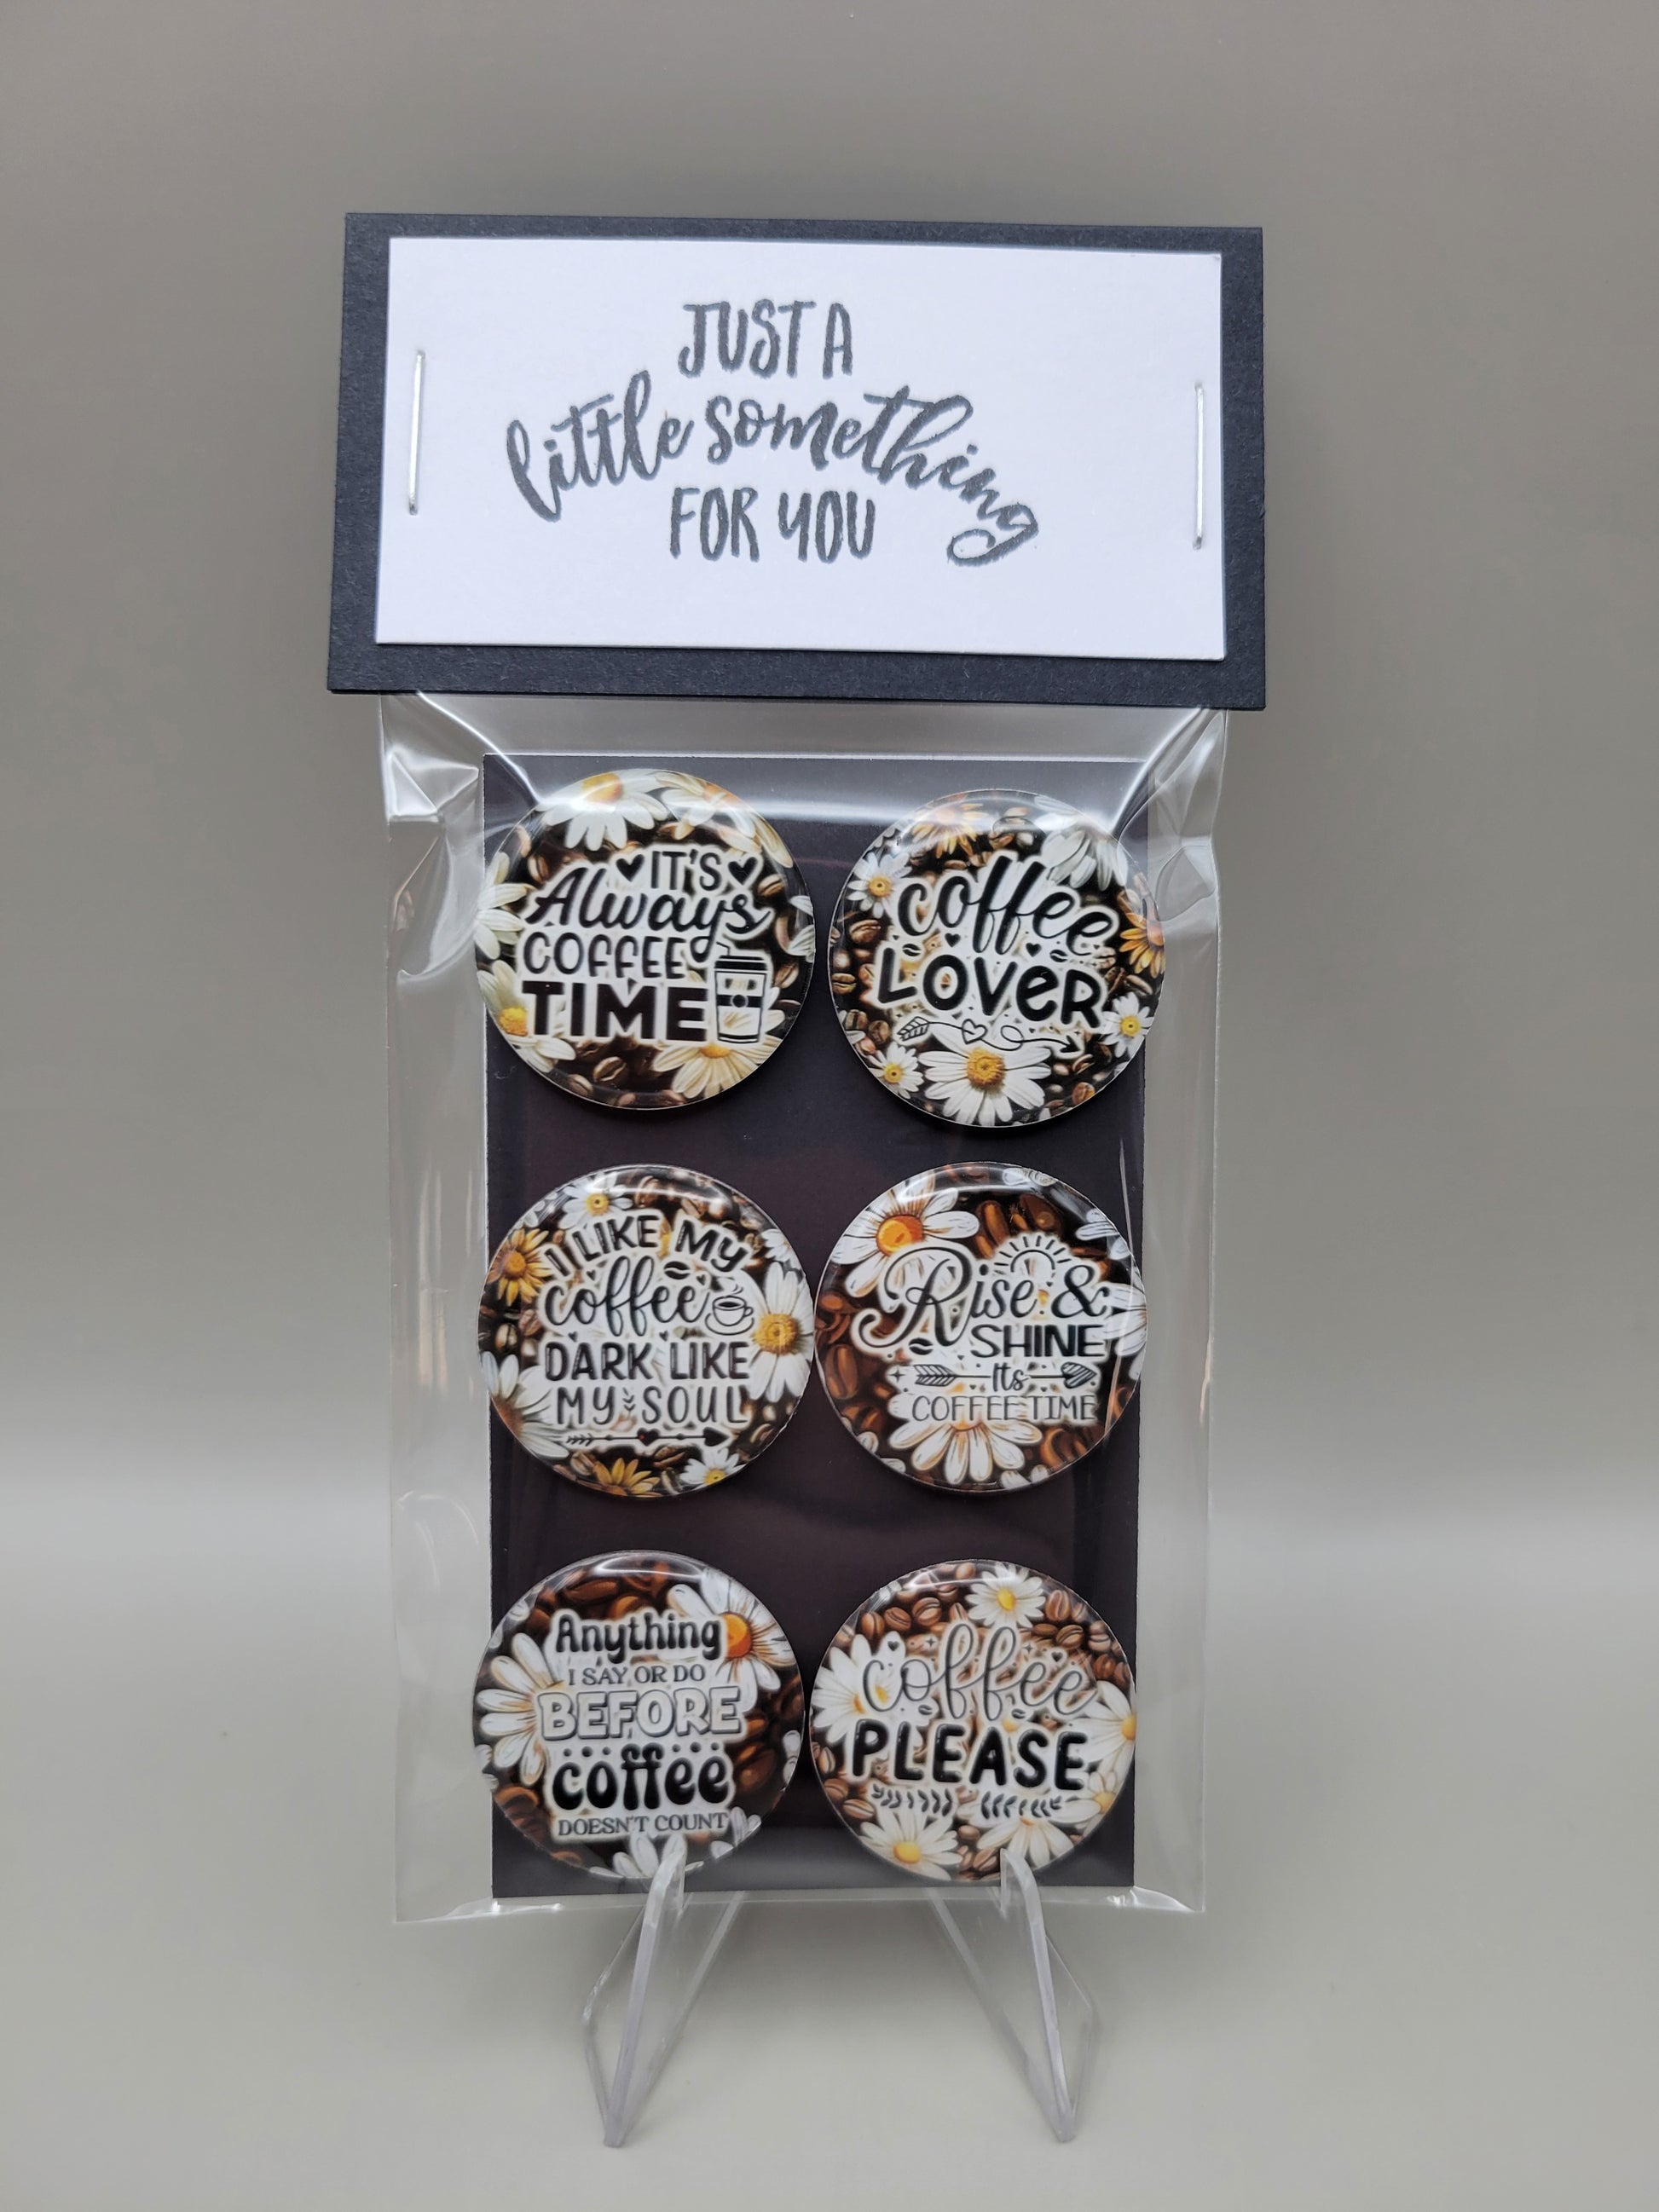 JUST A
little something
FOR YOU
IT'S
Always
COFFEE
TIME
coffee
LOVER
I LIKE MY
coffee
DARK LIKE
MY SOUL
Rise &
SHINE
Its
COFFEE TIME
Anything
I SAY OR DO
BEFORE
coffee
DOESN'T COUNT
coffee
PLEASE